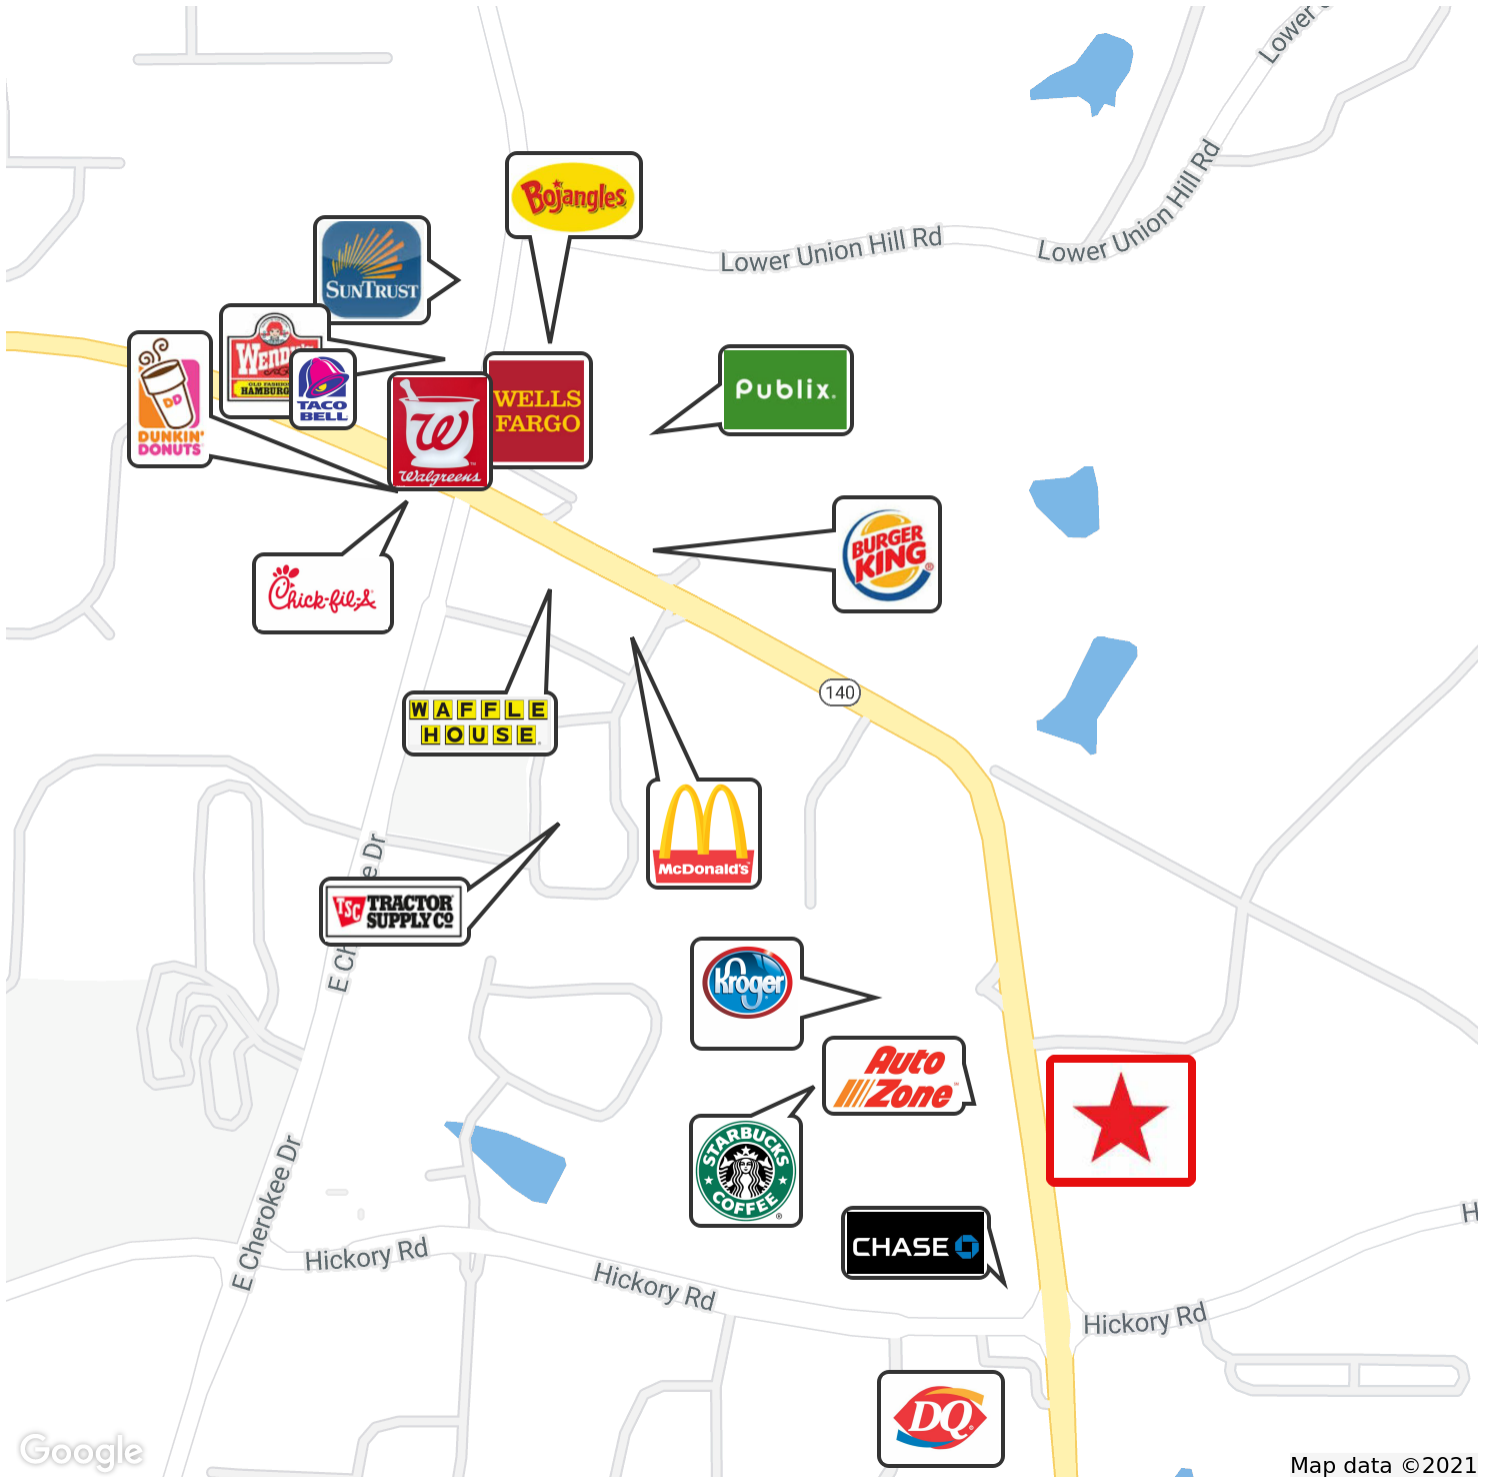 Lower
Lower Union Hill Rd
Lower Union Hill Rd
Bojangles
SUNTRUST
DD
DUNKIN'
DONUTS
TACO
BELL
Walgreens
WELLS
FARGO
Publix.
BURGER
KING®
Chick-fil-A
WAFFLE
HOUSE
140
McDonald's
E Cherokee Dr
TSC TRACTOR
SUPPLY CO
Kroger
Auto
Zone
STARBUCKS
COFFEE
CHASE
E Cherokee Dr
Hickory Rd
Hickory Rd
Hickory Rd
H
DQ
Google
Map data ©2021